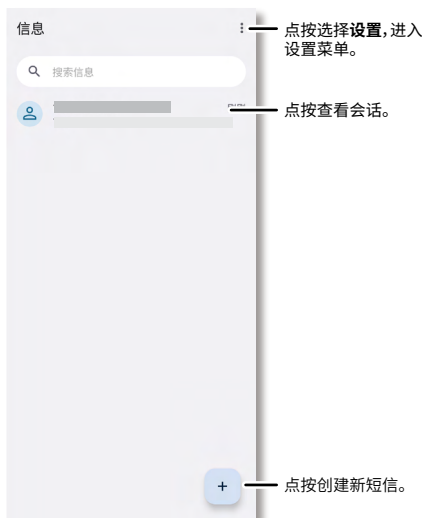 信息
点按选择设置，进入
设置菜单。
搜索信息
点按查看会话。
点按创建新短信。